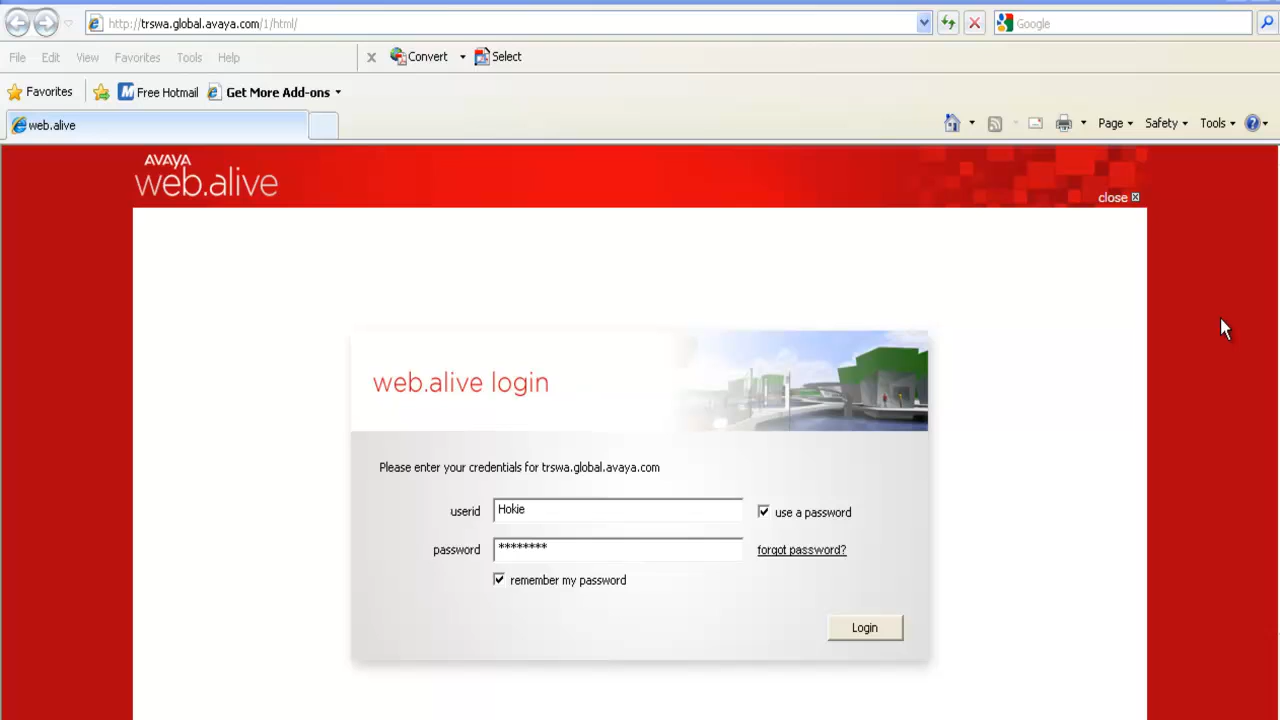 http://trswa.global.avaya.com/1/html/
Google
File Edit View Favorites Tools Help
Convert
Select
Favorites
Free Hotmail
Get More Add-ons
web.alive
Page
Safety
Tools
AVAYA
web.alive
close
web.alive login
Please enter your credentials for trswa.global.avaya.com
userid
Hokie
use a password
password
********
forgot password?
remember my password
Login